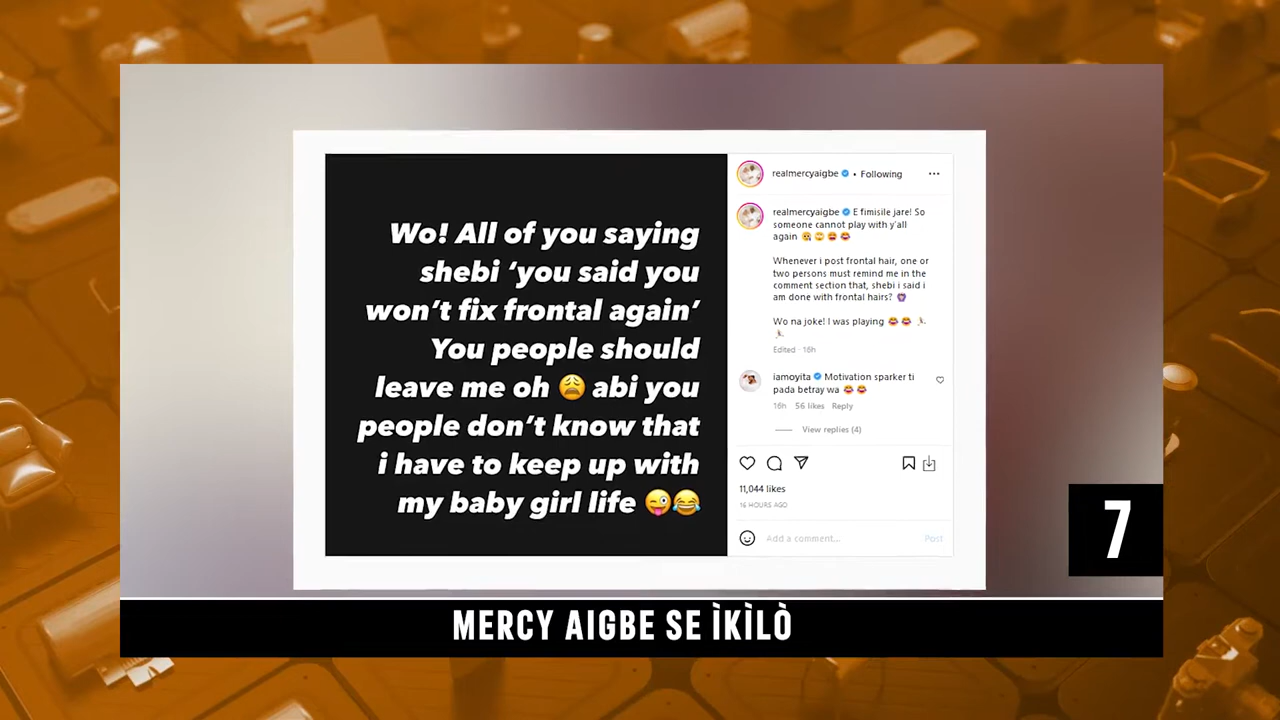 Wo! All of you saying
shebi ‘you said you
won’t fix frontal again’
You people should
leave me oh 😩 abi you
people don’t know that
i have to keep up with
my baby girl life 😜😂
realmercyaigbe • Following
realmercyaigbe E fimisile jare! So
someone cannot play with y'all
again
Whenever i post frontal hair, one or
two persons must remind me in the
comment section that, shebi i said i
am done with frontal hairs?
Wo na joke! I was playing 😂😂
Edited · 16h
iamoyita Motivation sparker ti
pada betray wa 😂😂
16h 56 likes Reply
View replies (4)
11,044 likes
16 HOURS AGO
Add a comment...
Post
7
MERCY AIGBE SE ÌKÌLÒ